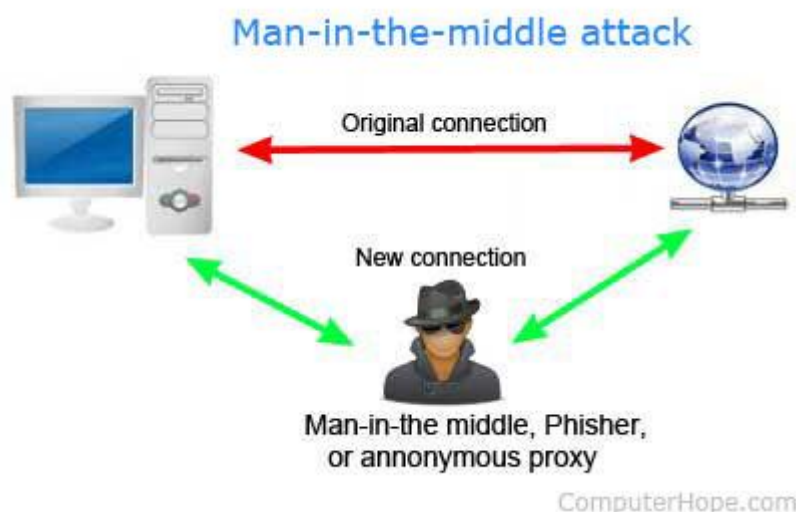 Man-in-the-middle attack
Original connection
New connection
Man-in-the middle, Phisher,
or annonymous proxy
ComputerHope.com